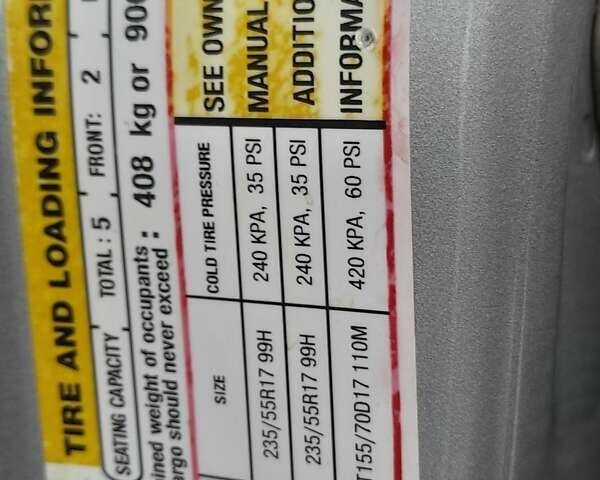 TIRE AND LOADING INFOR
SEATING CAPACITY TOTAL : 5 FRONT: 2
ined weight of occupants
rgo should never exceed : 408 kg or 900
SIZE COLD TIRE PRESSURE SEE OWN
235/55R17 99H 240 KPA, 35 PSI MANUAL
235/55R17 99H 240 KPA, 35 PSI ADDITIO
T155/70D17 110M 420 KPA, 60 PSI INFORMA